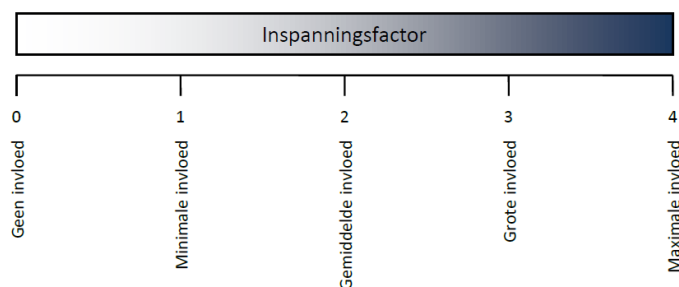 Inspanningsfactor
0
1
2
3
4
Geen invloed
Minimale invloed
Gemiddelde invloed
Grote invloed
Maximale invloed